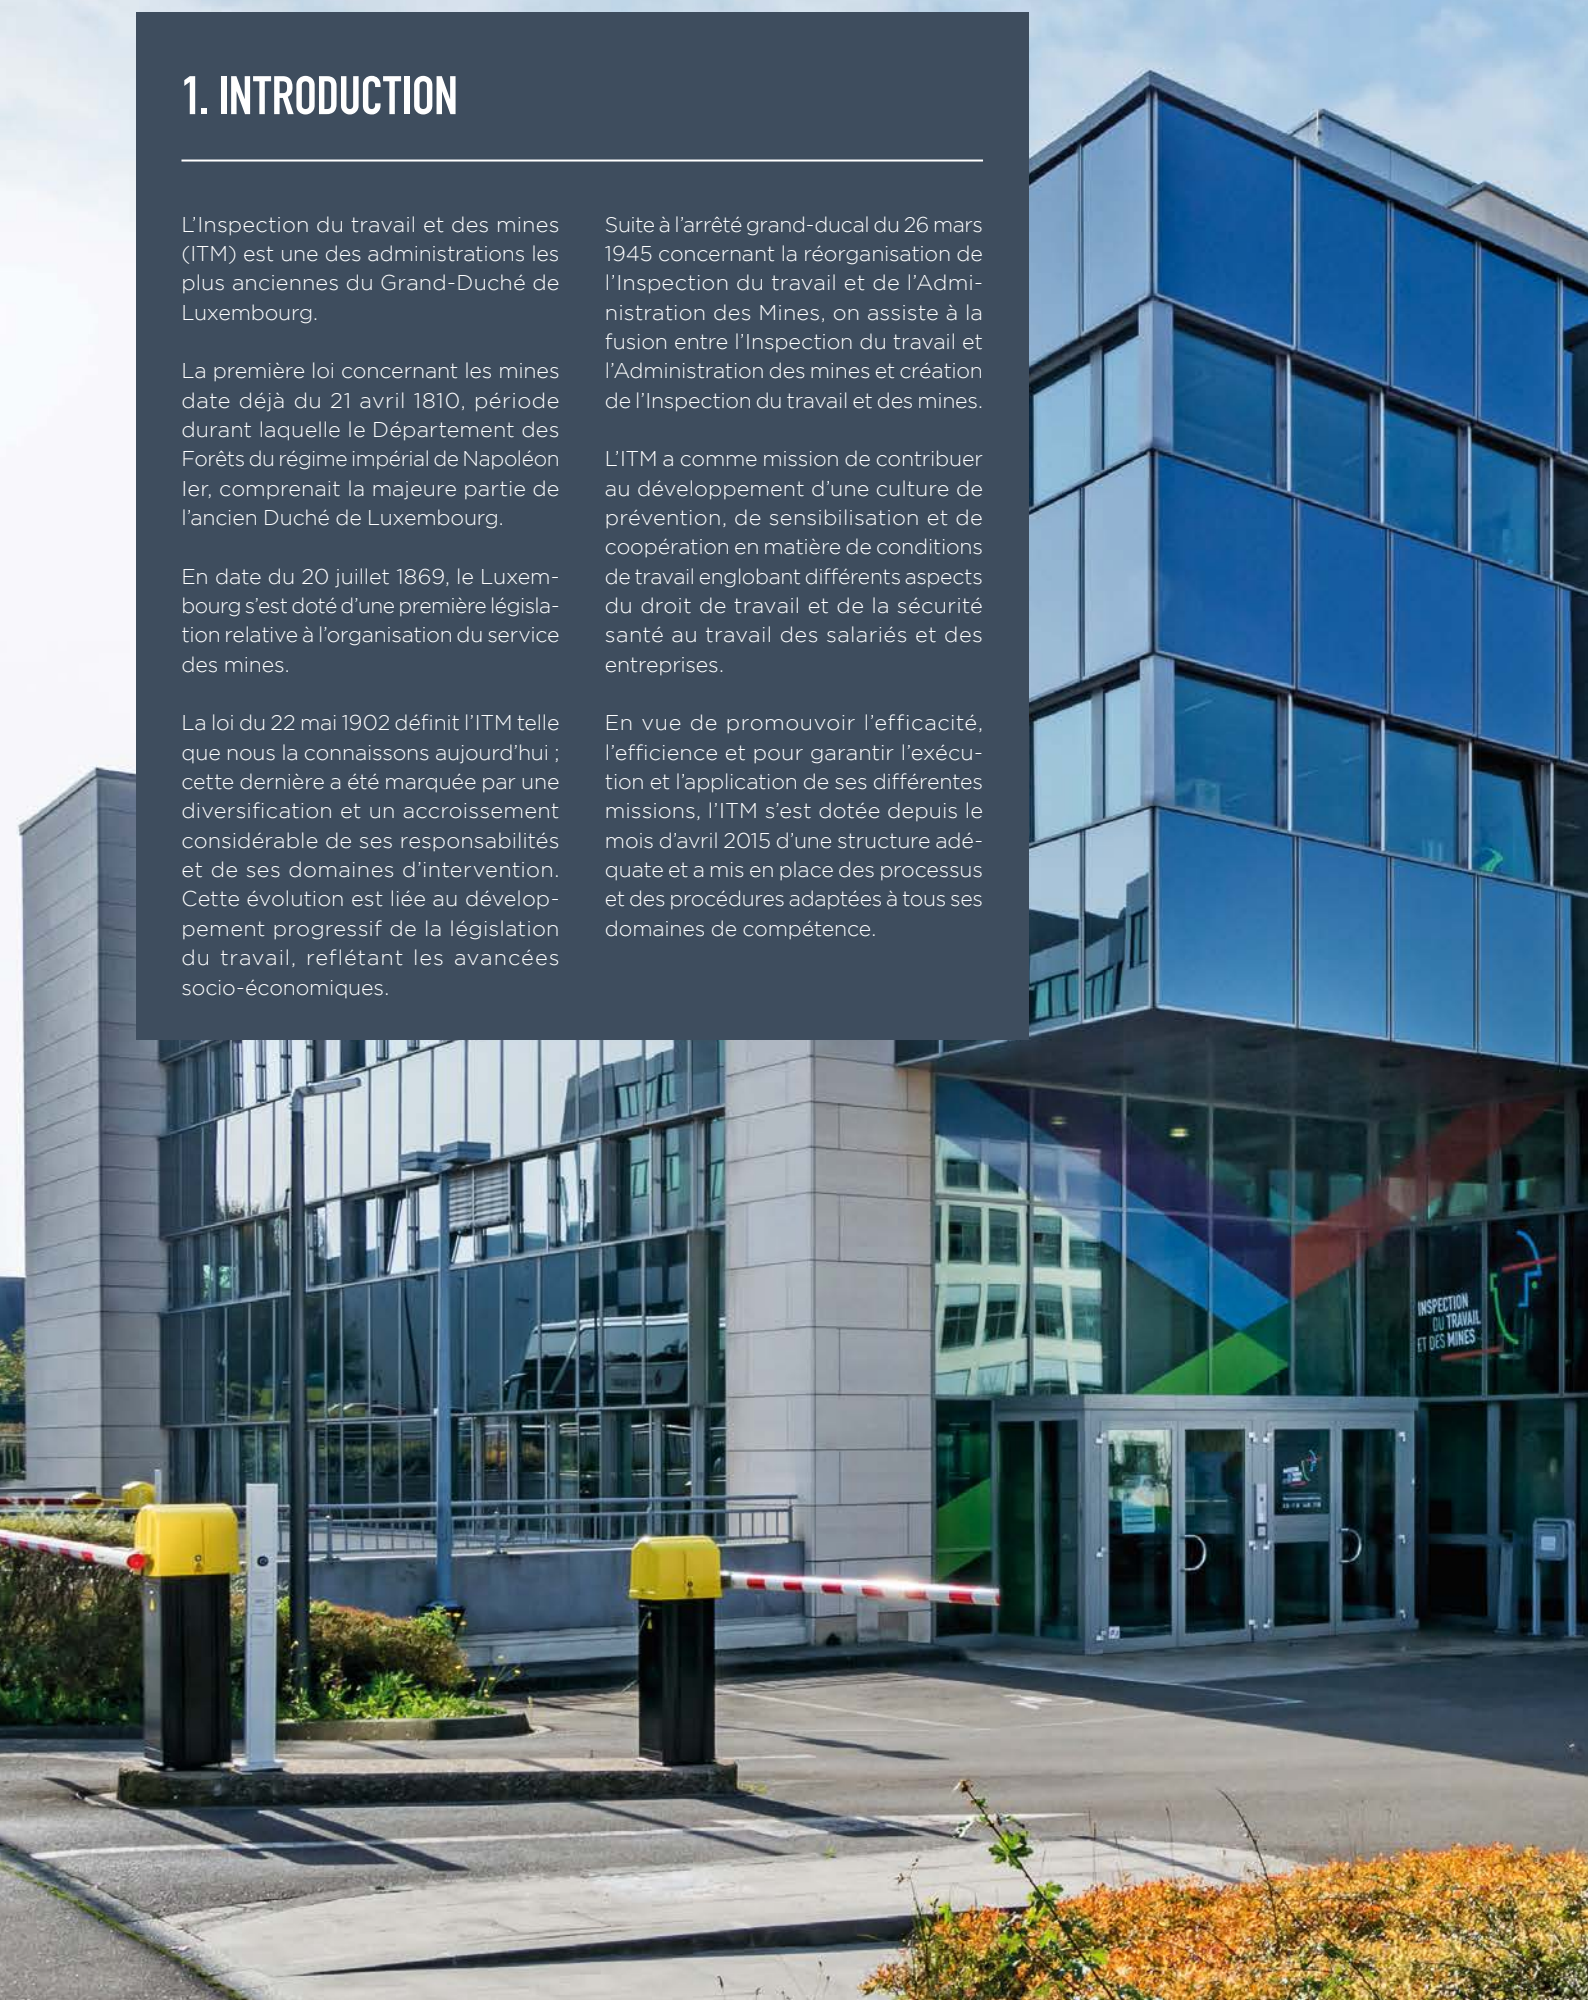 1. INTRODUCTION
L'Inspection du travail et des mines
(ITM) est une des administrations les
plus anciennes du Grand-Duché de
Luxembourg.
La première loi concernant les mines
date déjà du 21 avril 1810, période
durant laquelle le Département des
Forêts du régime impérial de Napoléon
Ier, comprenait la majeure partie de
l'ancien Duché de Luxembourg.
En date du 20 juillet 1869, le Luxem-
bourg s'est doté d'une première législa-
tion relative à l'organisation du service
des mines.
La loi du 22 mai 1902 définit l'ITM telle
que nous la connaissons aujourd'hui ;
cette dernière a été marquée par une
diversification et un accroissement
considérable de ses responsabilités
et de ses domaines d'intervention.
Cette évolution est liée au dévelop-
pement progressif de la législation
du travail, reflétant les avancées
socio-économiques.
Suite à l'arrêté grand-ducal du 26 mars
1945 concernant la réorganisation de
l'Inspection du travail et de l'Admi-
nistration des Mines, on assiste à la
fusion entre l'Inspection du travail et
l'Administration des mines et création
de l'Inspection du travail et des mines.
L'ITM a comme mission de contribuer
au développement d'une culture de
prévention, de sensibilisation et de
coopération en matière de conditions
de travail englobant différents aspects
du droit de travail et de la sécurité
santé au travail des salariés et des
entreprises.
En vue de promouvoir l'efficacité,
l'efficience et pour garantir l'exécu-
tion et l'application de ses différentes
missions, l'ITM s'est dotée depuis le
mois d'avril 2015 d'une structure adé-
quate et a mis en place des processus
et des procédures adaptées à tous ses
domaines de compétence.
INSPECTION
DU TRAVAIL
ET DES MINES